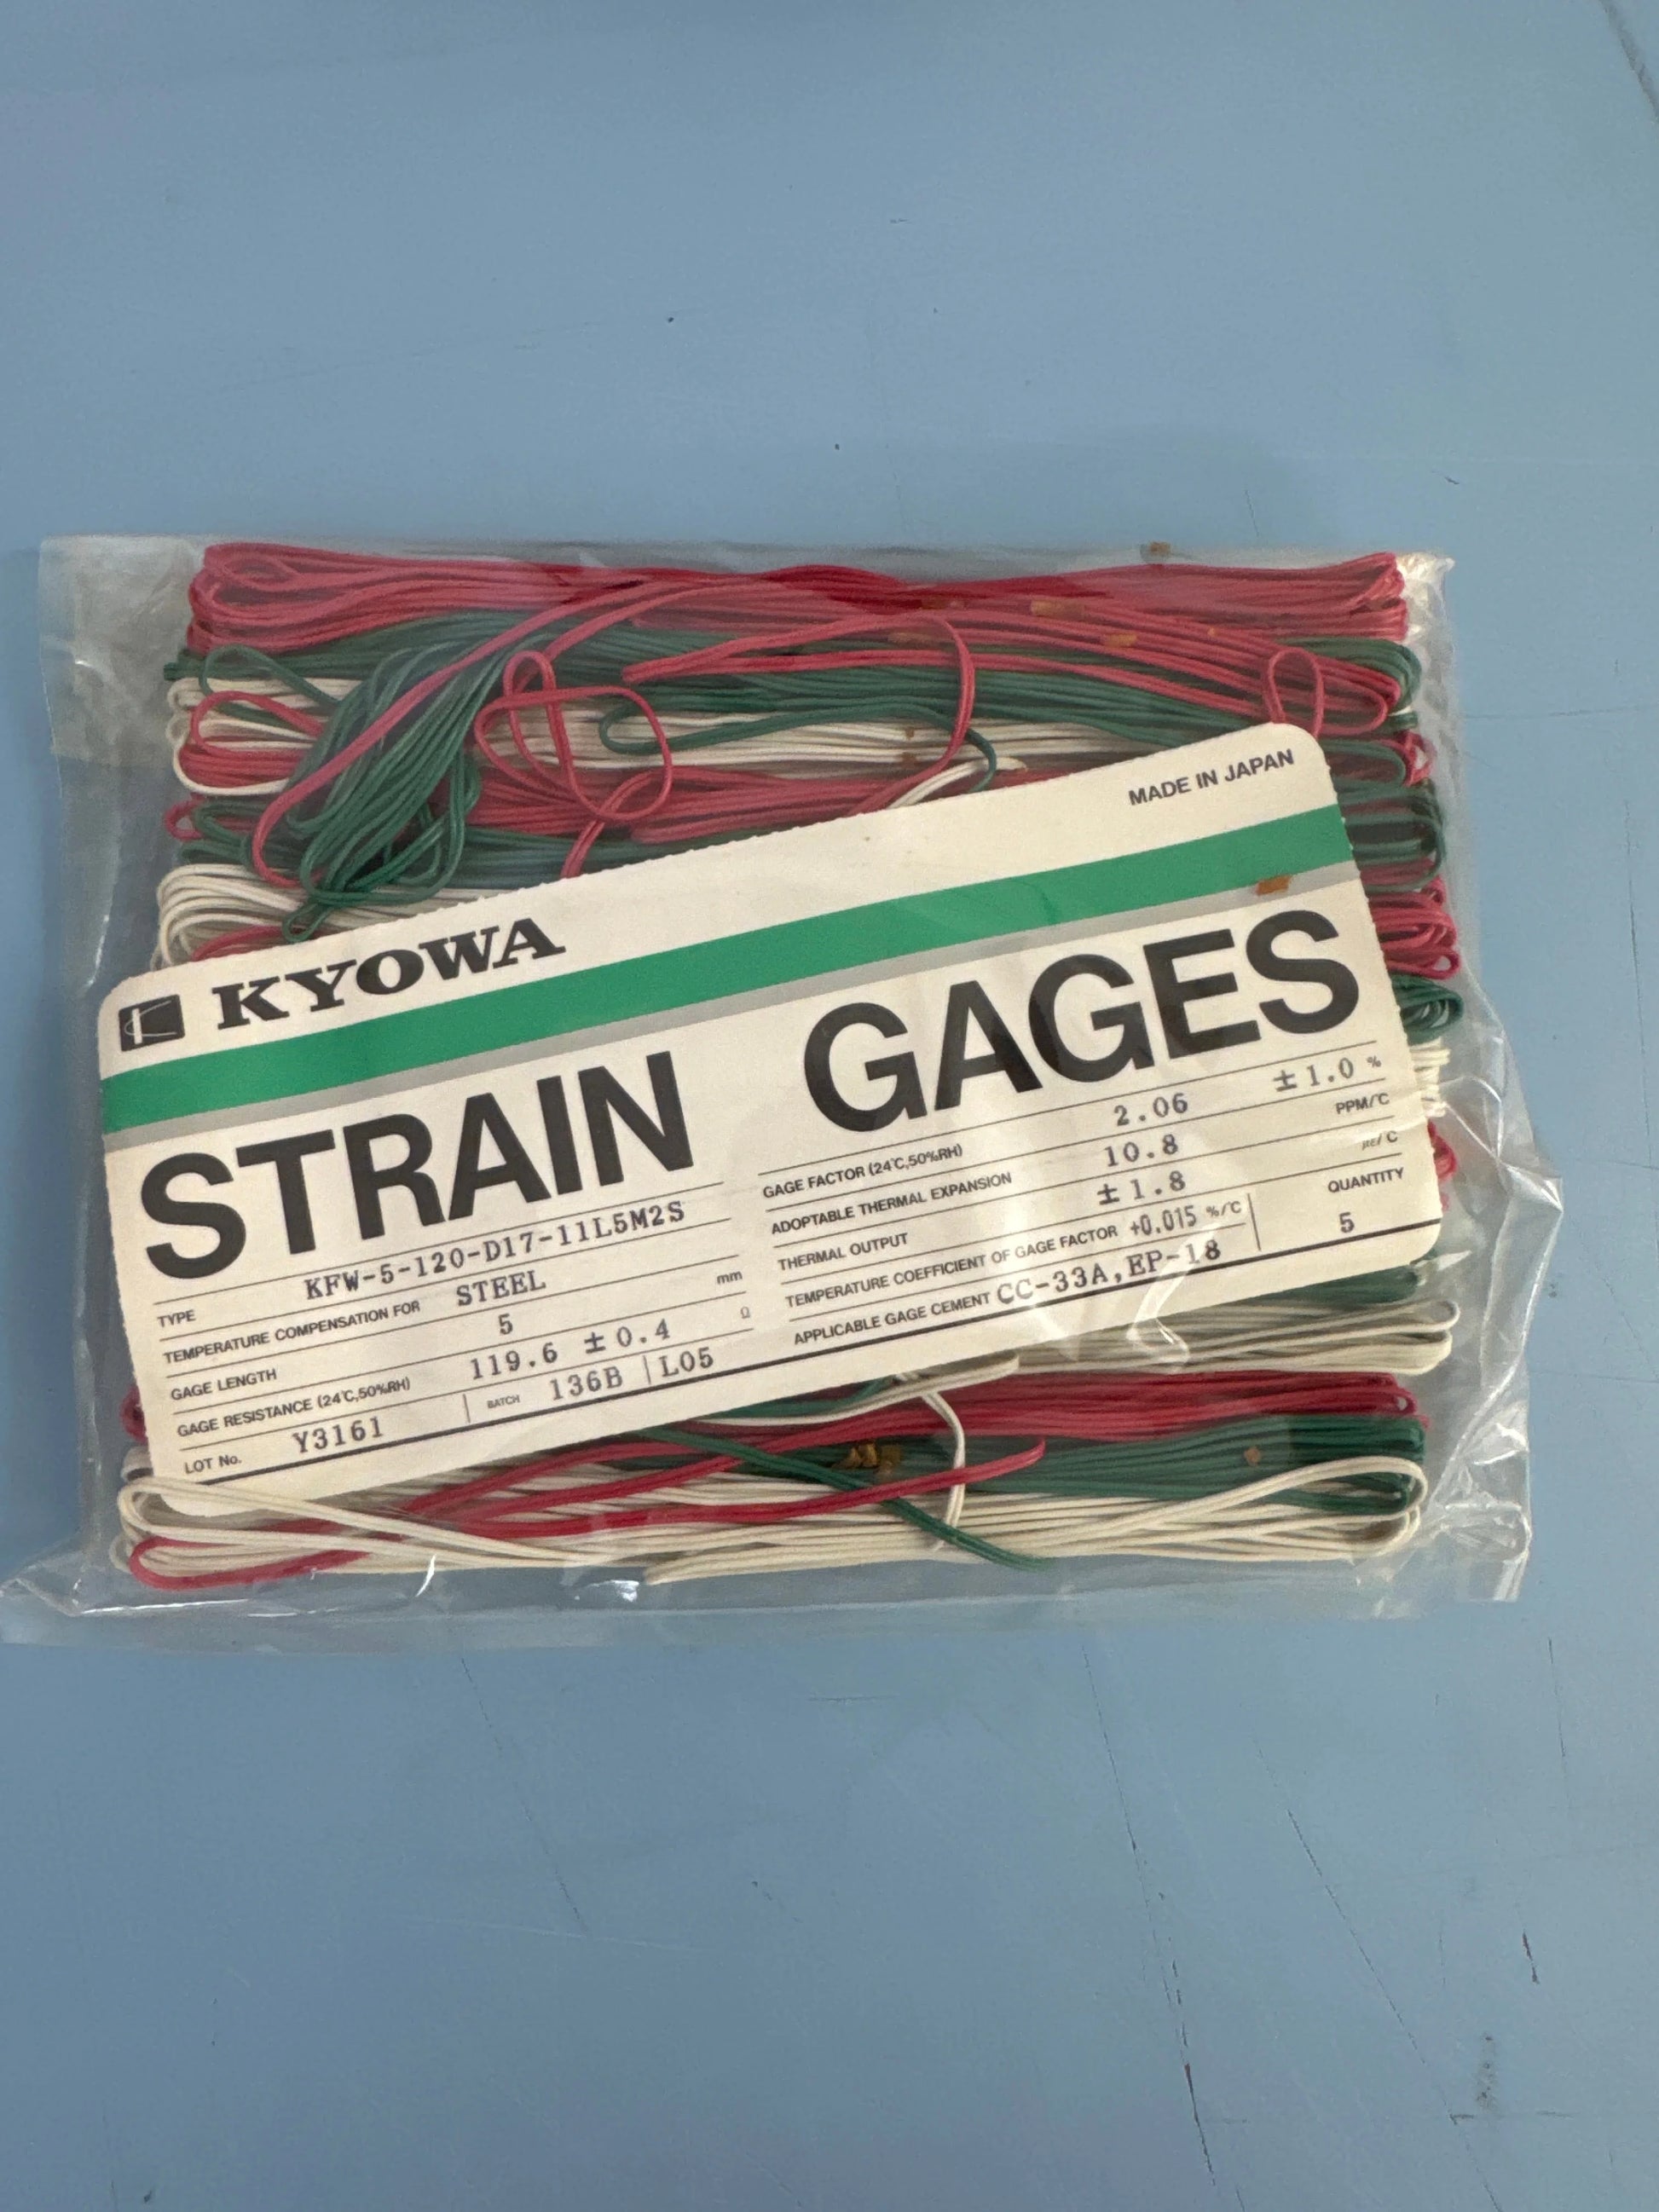 MADE IN JAPAN
KYOWA
STRAIN GAGES
TYPE KFW-5-120-D17-11L5M2S
TEMPERATURE COMPENSATION FOR STEEL
GAGE LENGTH 5 mm
GAGE RESISTANCE (24℃,50%RH) 119.6 ±0.4 Ω
LOT No. Y3161 BATCH 136B L05
GAGE FACTOR (24℃,50%RH) 2.06 ±1.0 %
ADOPTABLE THERMAL EXPANSION 10.8 PPM/℃
THERMAL OUTPUT ±1.8 με/℃
TEMPERATURE COEFFICIENT OF GAGE FACTOR +0.015 %/℃
APPLICABLE GAGE CEMENT CC-33A,EP-18
QUANTITY
5